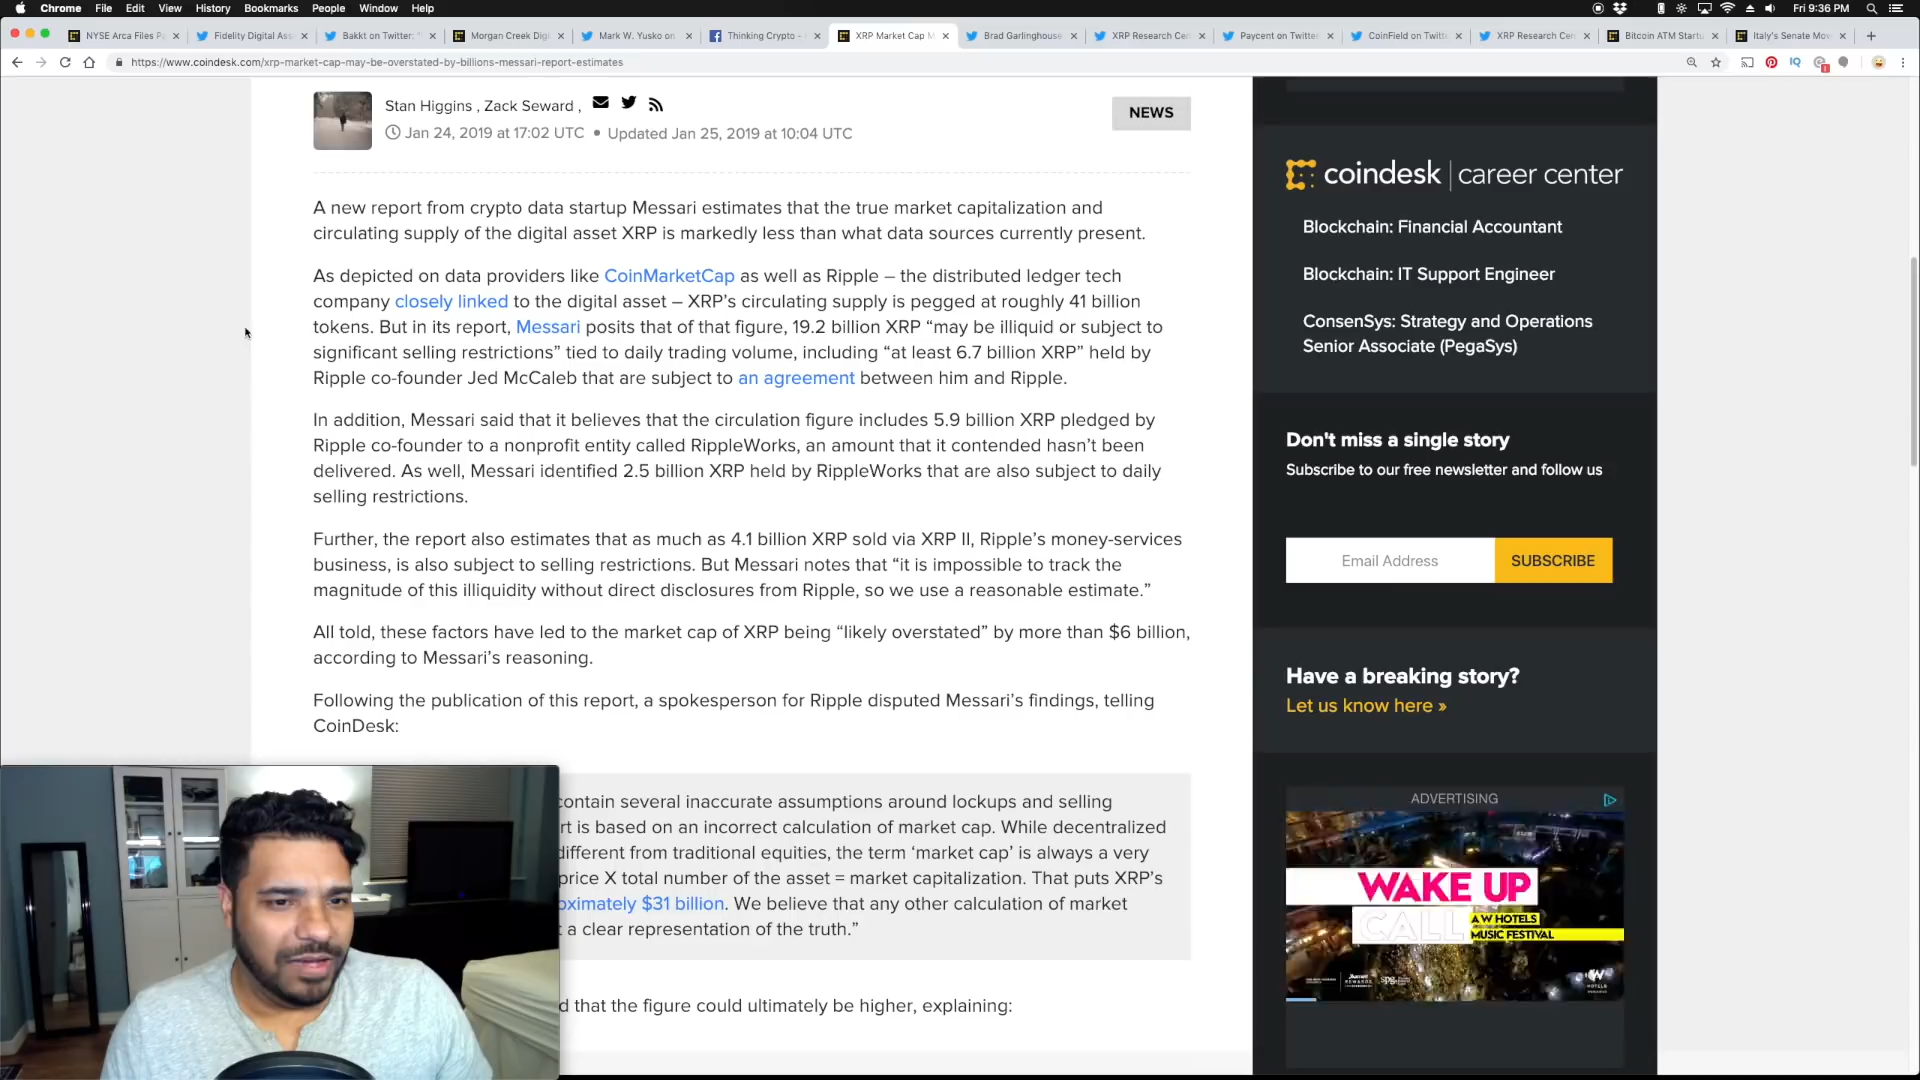 Chrome File Edit View History Bookmarks People Window Help Fri 9:36 PM
NYSE Arca Files Pa Fidelity Digital Ass Bakkt on Twitter: " Morgan Creek Digi Mark W. Yusko on Thinking Crypto - XRP Market Cap M Brad Garlinghouse XRP Research Cen Paycent on Twitter CoinField on Twitte XRP Research Cen Bitcoin ATM Startu Italy's Senate Mov
https://www.coindesk.com/xrp-market-cap-may-be-overstated-by-billions-messari-report-estimates
Stan Higgins , Zack Seward ,
Jan 24, 2019 at 17:02 UTC • Updated Jan 25, 2019 at 10:04 UTC
NEWS
A new report from crypto data startup Messari estimates that the true market capitalization and
circulating supply of the digital asset XRP is markedly less than what data sources currently present.
As depicted on data providers like CoinMarketCap as well as Ripple – the distributed ledger tech
company closely linked to the digital asset – XRP’s circulating supply is pegged at roughly 41 billion
tokens. But in its report, Messari posits that of that figure, 19.2 billion XRP “may be illiquid or subject to
significant selling restrictions” tied to daily trading volume, including “at least 6.7 billion XRP” held by
Ripple co-founder Jed McCaleb that are subject to an agreement between him and Ripple.
In addition, Messari said that it believes that the circulation figure includes 5.9 billion XRP pledged by
Ripple co-founder to a nonprofit entity called RippleWorks, an amount that it contended hasn’t been
delivered. As well, Messari identified 2.5 billion XRP held by RippleWorks that are also subject to daily
selling restrictions.
Further, the report also estimates that as much as 4.1 billion XRP sold via XRP II, Ripple’s money-services
business, is also subject to selling restrictions. But Messari notes that “it is impossible to track the
magnitude of this illiquidity without direct disclosures from Ripple, so we use a reasonable estimate.”
All told, these factors have led to the market cap of XRP being “likely overstated” by more than $6 billion,
according to Messari’s reasoning.
Following the publication of this report, a spokesperson for Ripple disputed Messari’s findings, telling
CoinDesk:
contain several inaccurate assumptions around lockups and selling
rt is based on an incorrect calculation of market cap. While decentralized
different from traditional equities, the term ‘market cap’ is always a very
price X total number of the asset = market capitalization. That puts XRP’s
oximately $31 billion. We believe that any other calculation of market
t a clear representation of the truth.”
d that the figure could ultimately be higher, explaining:
coindesk | career center
Blockchain: Financial Accountant
Blockchain: IT Support Engineer
ConsenSys: Strategy and Operations
Senior Associate (PegaSys)
Don't miss a single story
Subscribe to our free newsletter and follow us
Email Address SUBSCRIBE
Have a breaking story?
Let us know here »
ADVERTISING
WAKE UP
CALL
A W HOTELS
MUSIC FESTIVAL